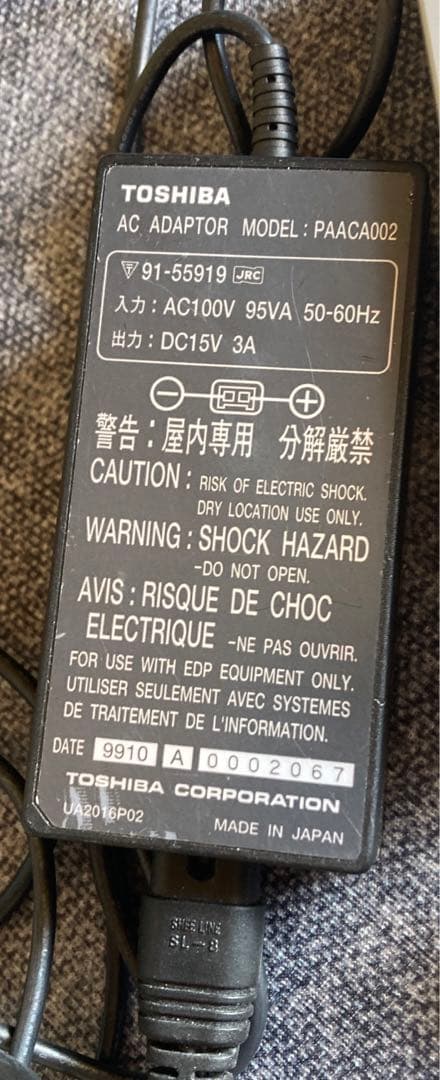 TOSHIBA
AC ADAPTOR MODEL : PAACA002
91-55919 JRC
入力 : AC100V 95VA 50-60Hz
出力 : DC15V 3A
警告 : 屋内専用 分解厳禁
CAUTION : RISK OF ELECTRIC SHOCK.
DRY LOCATION USE ONLY.
WARNING : SHOCK HAZARD
-DO NOT OPEN.
AVIS : RISQUE DE CHOC
ELECTRIQUE -NE PAS OUVRIR.
FOR USE WITH EDP EQUIPMENT ONLY.
UTILISER SEULEMENT AVEC SYSTEMES
DE TRAITEMENT DE L'INFORMATION.
DATE 9910 A 0002067
TOSHIBA CORPORATION
UA2016P02 MADE IN JAPAN
SL-8